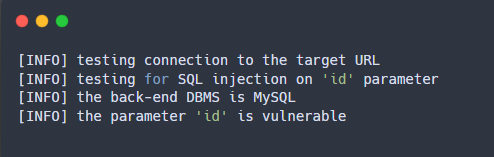 [INFO] testing connection to the target URL
[INFO] testing for SQL injection on 'id' parameter
[INFO] the back-end DBMS is MySQL
[INFO] the parameter 'id' is vulnerable